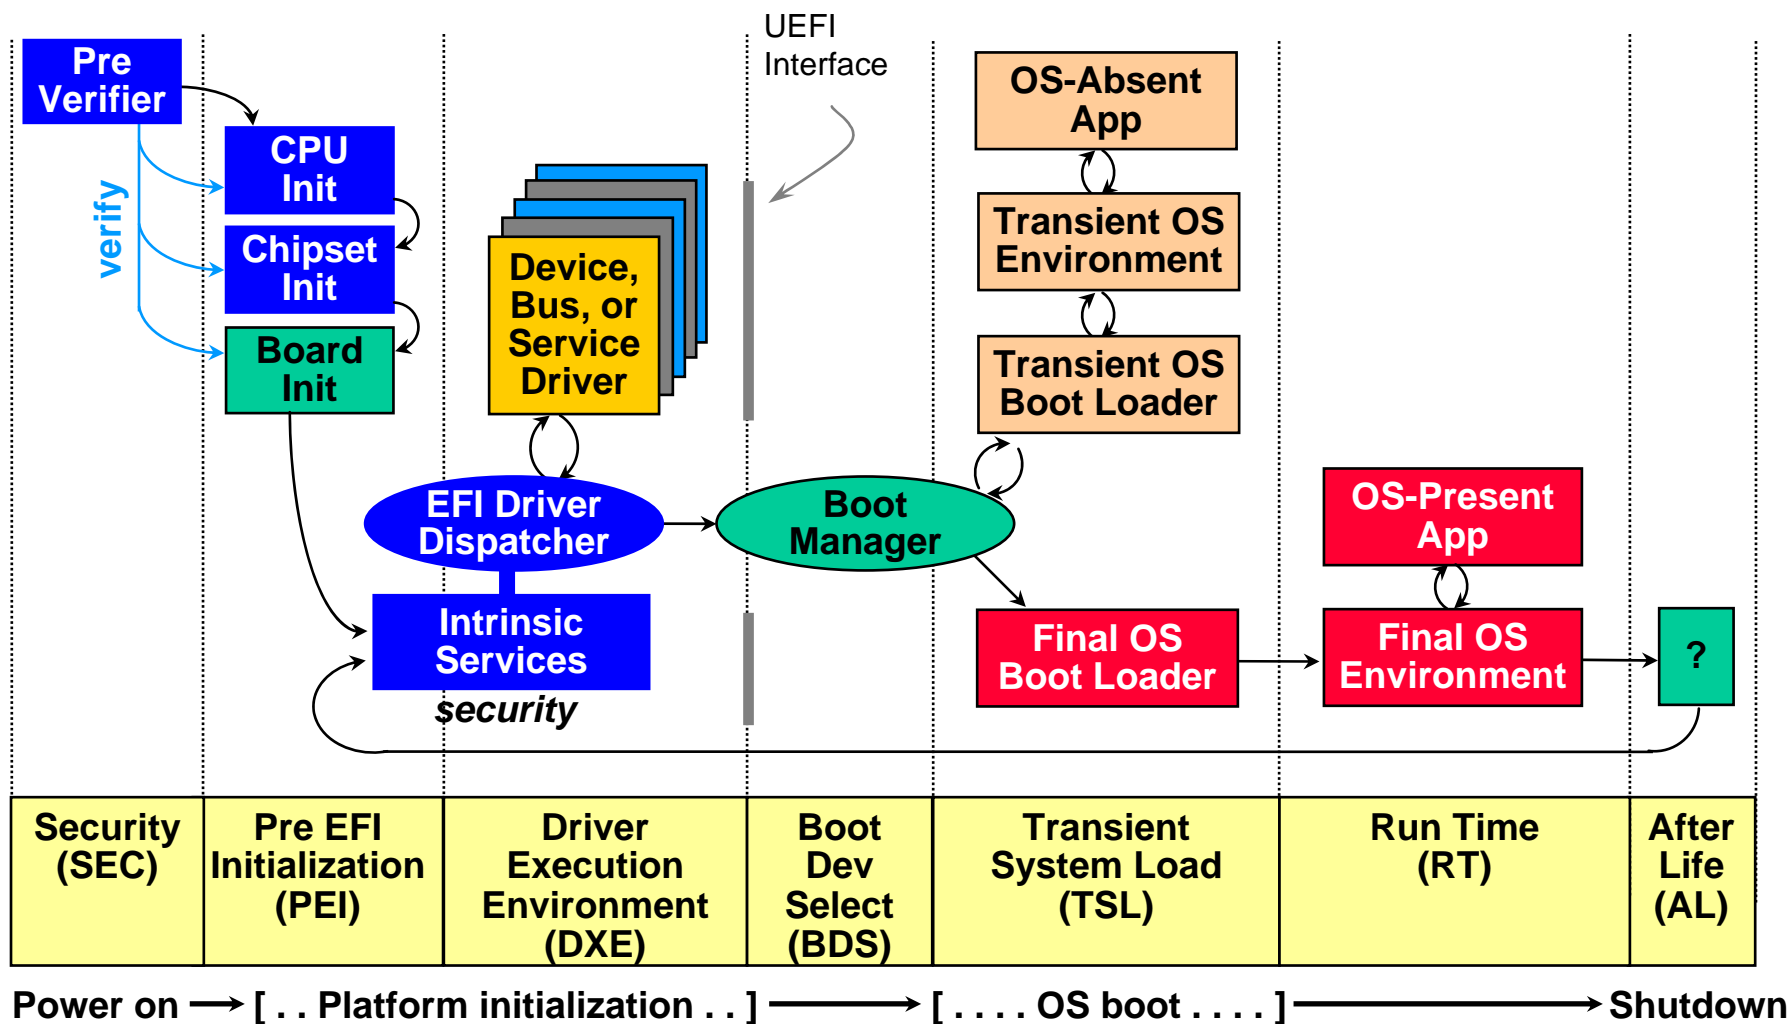 UEFI
Interface
Pre
Verifier
verify
CPU
Init
Chipset
Init
Board
Init
Device,
Bus, or
Service
Driver
EFI Driver
Dispatcher
Intrinsic
Services
security
Boot
Manager
OS-Absent
App
Transient OS
Environment
Transient OS
Boot Loader
Final OS
Boot Loader
OS-Present
App
Final OS
Environment
?
Security
(SEC)
Pre EFI
Initialization
(PEI)
Driver
Execution
Environment
(DXE)
Boot
Dev
Select
(BDS)
Transient
System Load
(TSL)
Run Time
(RT)
After
Life
(AL)
Power on [ . . Platform initialization . . ] [ . . . . OS boot . . . . ] Shutdown